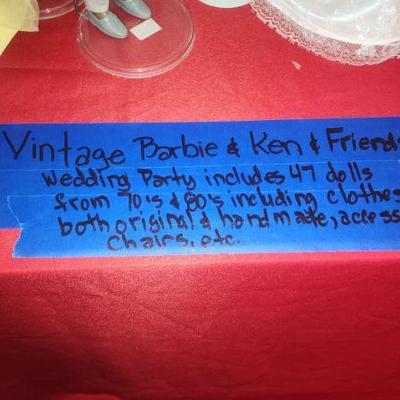 Vintage Barbie & Ken & Friends
Wedding Party includes 47 dolls
from 70's & 80's including clothes
both original & handmade, access
Chairs, etc.